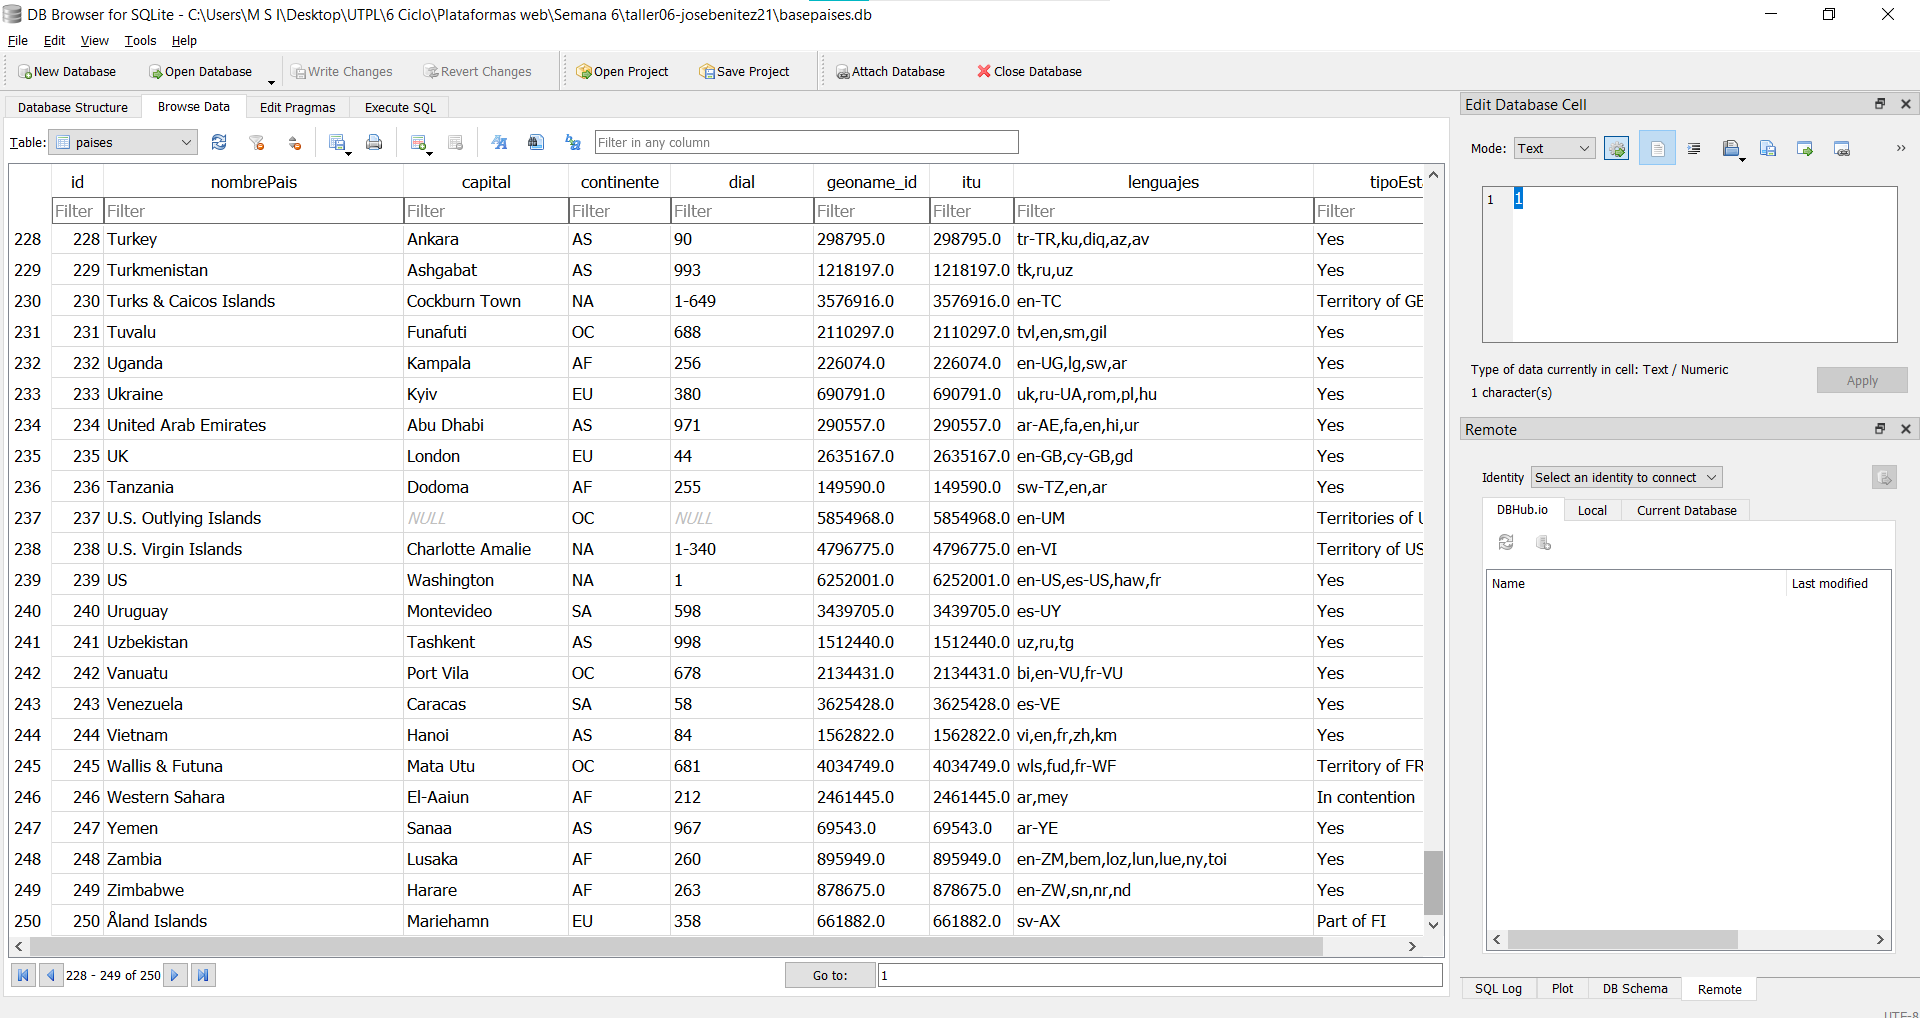 DB Browser for SQLite - C:\Users\M S I\Desktop\UTPL\6 Ciclo\Plataformas web\Semana 6\taller06-josebenitez21\basepaises.db
File Edit View Tools Help
New Database Open Database Write Changes Revert Changes Open Project Save Project Attach Database Close Database
Database Structure Browse Data Edit Pragmas Execute SQL
Table: paises Filter in any column
id nombrePais capital continente dial geoname_id itu lenguajes tipoEst
Filter Filter Filter Filter Filter Filter Filter Filter Filter
228 228 Turkey Ankara AS 90 298795.0 298795.0 tr-TR,ku,diq,az,av Yes
229 229 Turkmenistan Ashgabat AS 993 1218197.0 1218197.0 tk,ru,uz Yes
230 230 Turks & Caicos Islands Cockburn Town NA 1-649 3576916.0 3576916.0 en-TC Territory of GB
231 231 Tuvalu Funafuti OC 688 2110297.0 2110297.0 tvl,en,sm,gil Yes
232 232 Uganda Kampala AF 256 226074.0 226074.0 en-UG,lg,sw,ar Yes
233 233 Ukraine Kyiv EU 380 690791.0 690791.0 uk,ru-UA,rom,pl,hu Yes
234 234 United Arab Emirates Abu Dhabi AS 971 290557.0 290557.0 ar-AE,fa,en,hi,ur Yes
235 235 UK London EU 44 2635167.0 2635167.0 en-GB,cy-GB,gd Yes
236 236 Tanzania Dodoma AF 255 149590.0 149590.0 sw-TZ,en,ar Yes
237 237 U.S. Outlying Islands NULL OC NULL 5854968.0 5854968.0 en-UM Territories of U
238 238 U.S. Virgin Islands Charlotte Amalie NA 1-340 4796775.0 4796775.0 en-VI Territory of US
239 239 US Washington NA 1 6252001.0 6252001.0 en-US,es-US,haw,fr Yes
240 240 Uruguay Montevideo SA 598 3439705.0 3439705.0 es-UY Yes
241 241 Uzbekistan Tashkent AS 998 1512440.0 1512440.0 uz,ru,tg Yes
242 242 Vanuatu Port Vila OC 678 2134431.0 2134431.0 bi,en-VU,fr-VU Yes
243 243 Venezuela Caracas SA 58 3625428.0 3625428.0 es-VE Yes
244 244 Vietnam Hanoi AS 84 1562822.0 1562822.0 vi,en,fr,zh,km Yes
245 245 Wallis & Futuna Mata Utu OC 681 4034749.0 4034749.0 wls,fud,fr-WF Territory of FR
246 246 Western Sahara El-Aaiun AF 212 2461445.0 2461445.0 ar,mey In contention
247 247 Yemen Sanaa AS 967 69543.0 69543.0 ar-YE Yes
248 248 Zambia Lusaka AF 260 895949.0 895949.0 en-ZM,bem,loz,lun,lue,ny,toi Yes
249 249 Zimbabwe Harare AF 263 878675.0 878675.0 en-ZW,sn,nr,nd Yes
250 250 Åland Islands Mariehamn EU 358 661882.0 661882.0 sv-AX Part of FI
228 - 249 of 250 Go to: 1
Edit Database Cell
Mode: Text
1 1
Type of data currently in cell: Text / Numeric
1 character(s)
Apply
Remote
Identity Select an identity to connect
DBHub.io Local Current Database
Name Last modified
SQL Log Plot DB Schema Remote
UTF-8